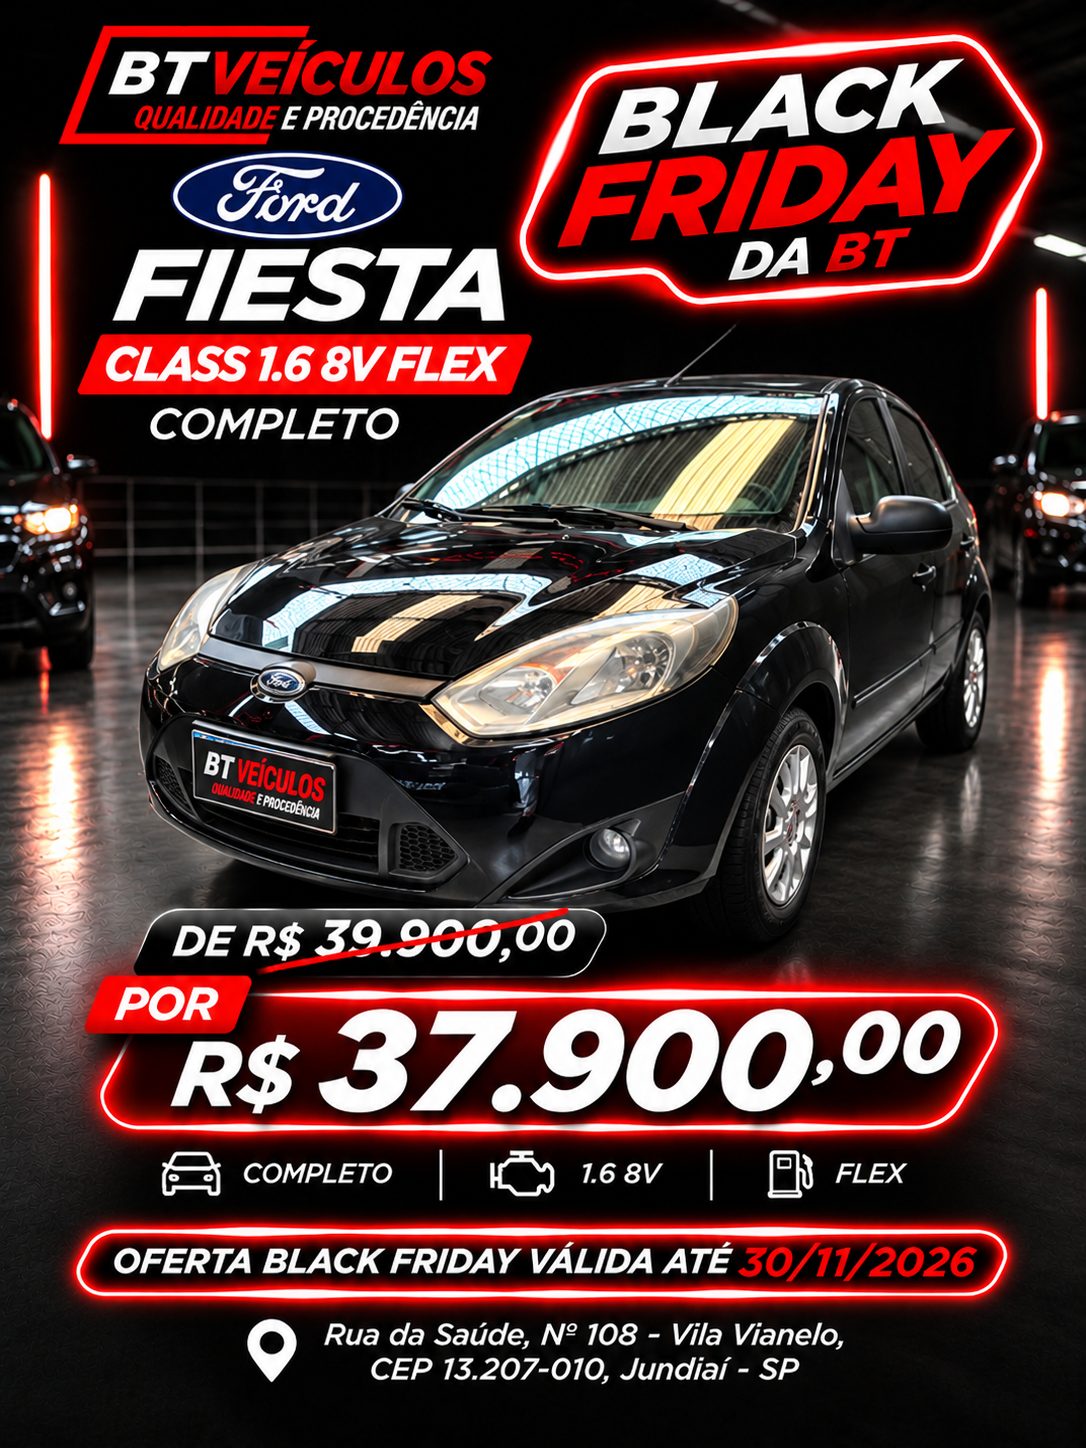 BT VEÍCULOS
QUALIDADE E PROCEDÊNCIA
BLACK
FRIDAY
DA BT
Ford
FIESTA
CLASS 1.6 8V FLEX
COMPLETO
Ford
BT VEÍCULOS
QUALIDADE E PROCEDÊNCIA
DE R$ 39.900,00
POR
R$ 37.900,00
COMPLETO
1.6 8V
FLEX
OFERTA BLACK FRIDAY VÁLIDA ATÉ 30/11/2026
Rua da Saúde, Nº 108 - Vila Vianelo,
CEP 13.207-010, Jundiaí - SP